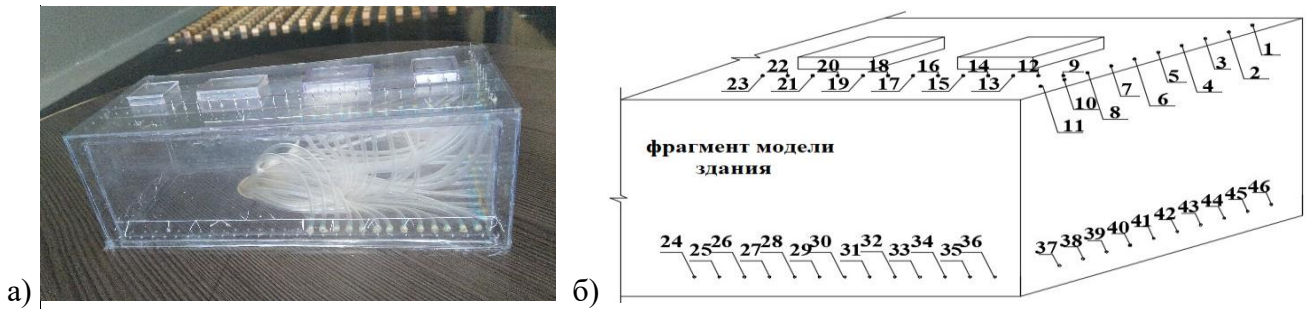 а)
б)
фрагмент модели
здания
22 20 18 16 14 12 9 5 3 1
23 21 19 17 15 13 10 7 6 4 2
11 8
24 25 26 27 28 29 30 31 32 33 34 35 36
37 38 39 40 41 42 43 44 45 46